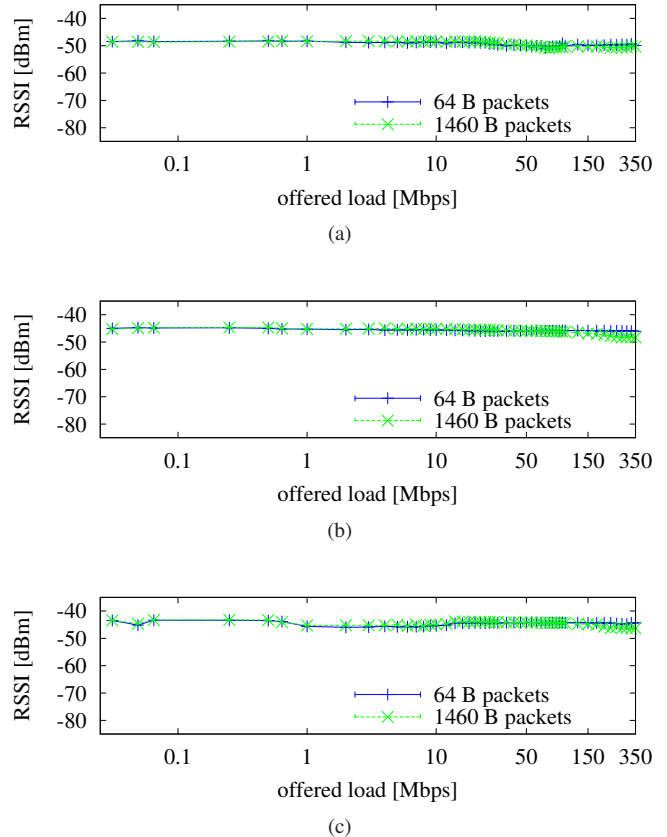 -40
-50
-60
-70
-80
RSSI [dBm]
64 B packets
1460 B packets
0.1 1 10 50 150 350
offered load [Mbps]
(a)
-40
-50
-60
-70
-80
RSSI [dBm]
64 B packets
1460 B packets
0.1 1 10 50 150 350
offered load [Mbps]
(b)
-40
-50
-60
-70
-80
RSSI [dBm]
64 B packets
1460 B packets
0.1 1 10 50 150 350
offered load [Mbps]
(c)